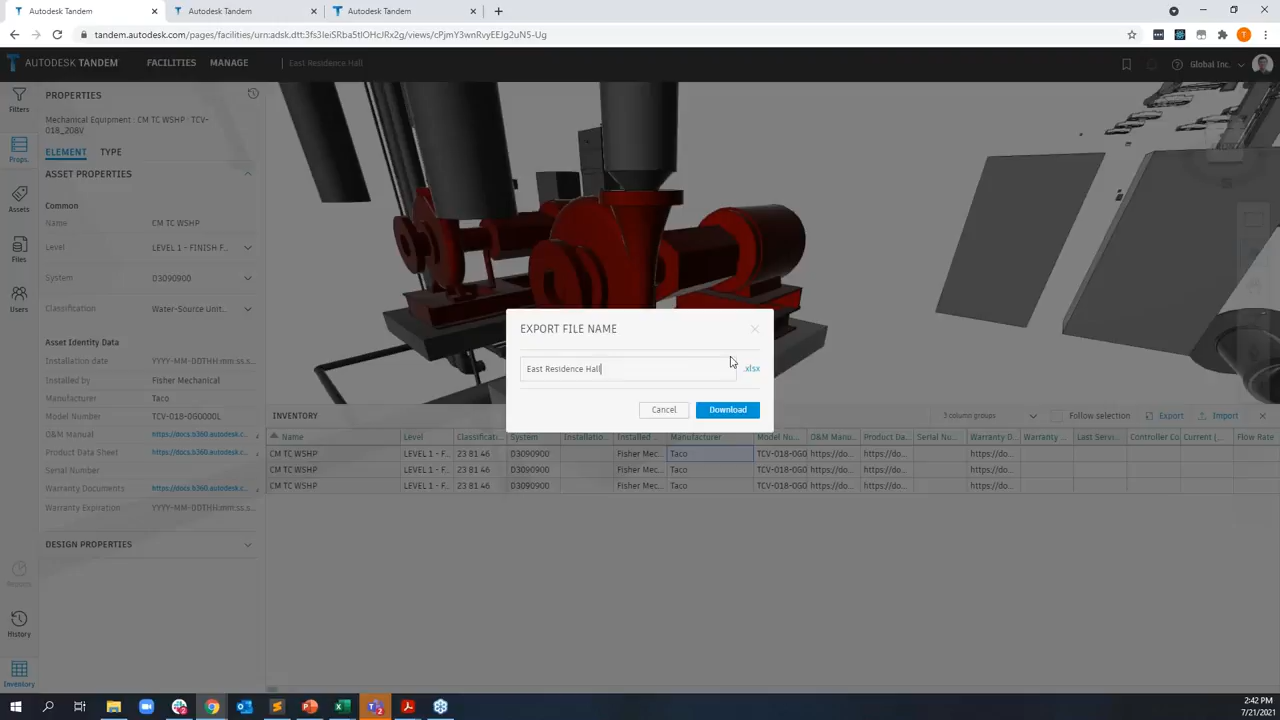 Autodesk Tandem
Autodesk Tandem
Autodesk Tandem
tandem.autodesk.com/pages/facilities/urn:adsk.dtt:3fs3IeiSRba5tIOHcJRx2g/views/cPjmY3wnRvyEEJg2uN5-Ug
T
AUTODESK TANDEM
FACILITIES
MANAGE
East Residence Hall
Global Inc.
Filters
Props.
Assets
Files
Users
Reports
History
Inventory
PROPERTIES
Mechanical Equipment : CM TC WSHP : TCV-
018_208V
ELEMENT TYPE
ASSET PROPERTIES
Common
Name CM TC WSHP
Level LEVEL 1 - FINISH F...
System D3090900
Classification Water-Source Unit...
Asset Identity Data
Installation date YYYY-MM-DDTHH:mm:ss.s...
Installed by Fisher Mechanical
Manufacturer Taco
Model Number TCV-018-0G0000L
O&M Manual https://docs.b360.autodesk.c...
Product Data Sheet https://docs.b360.autodesk.c...
Serial Number
Warranty Documents https://docs.b360.autodesk.c...
Warranty Expiration YYYY-MM-DDTHH:mm:ss.s...
DESIGN PROPERTIES
EXPORT FILE NAME
East Residence Hall
.xlsx
Cancel
Download
INVENTORY
3 column groups
Follow selection
Export
Import
Name Level Classificati... System Installatio... Installed ... Manufacturer Model Nu... O&M Manu... Product Da... Serial Nu... Warranty D... Warranty ... Last Servi... Controller Co Current (... Flow Rate
CM TC WSHP LEVEL 1 - F... 23 81 46 D3090900 Fisher Mec... Taco TCV-018-0G0 https://do... https://do... https://do...
CM TC WSHP LEVEL 1 - F... 23 81 46 D3090900 Fisher Mec... Taco TCV-018-0G0 https://do... https://do... https://do...
CM TC WSHP LEVEL 1 - F... 23 81 46 D3090900 Fisher Mec... Taco TCV-018-0G0 https://do... https://do... https://do...
2:42 PM
7/21/2021